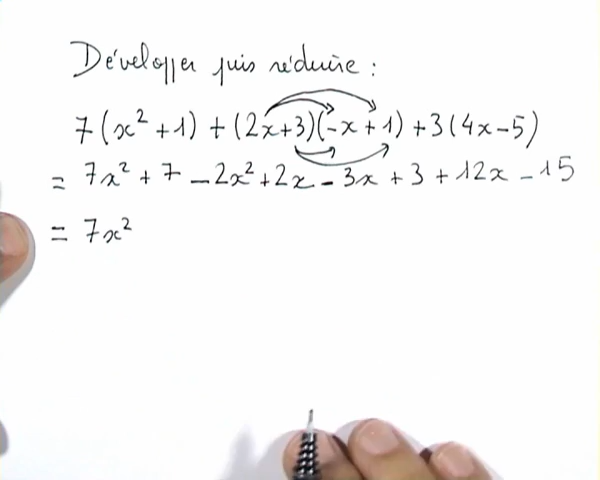 Développer puis réduire :
7(x² + 1) + (2x+3)(-x+1) + 3(4x-5)
= 7x² + 7 - 2x² + 2x - 3x + 3 + 12x - 15
= 7x²